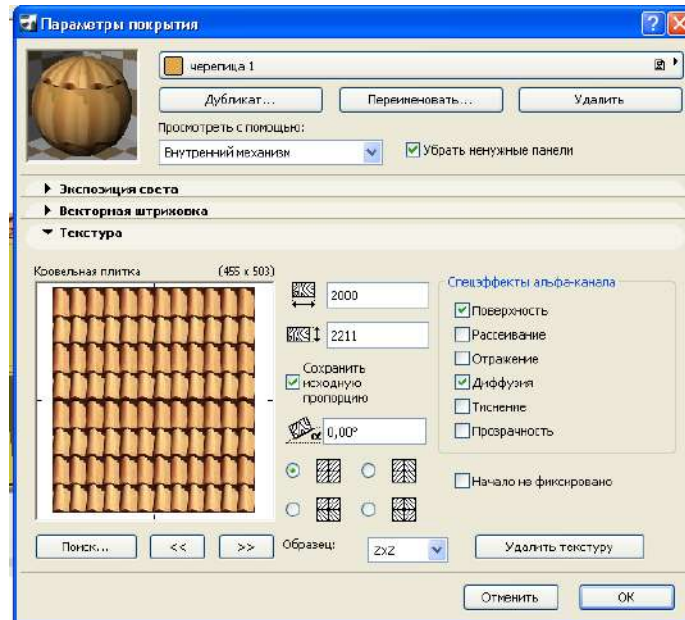 Параметры покрытия
черепица 1
Дубликат... Переименовать... Удалить
Просмотреть с помощью:
Внутренний механизм Убрать ненужные панели
Экспозиция света
Векторная штриховка
Текстура
Кровельная плитка (455 x 503)
2000
2211
Сохранить
исходную
пропорцию
α 0,00°
Спецэффекты альфа-канала
Поверхность
Рассеивание
Отражение
Диффузия
Тиснение
Прозрачность
Начало не фиксировано
Поиск... << >> Образец: 2x2 Удалить текстуру
Отменить OK